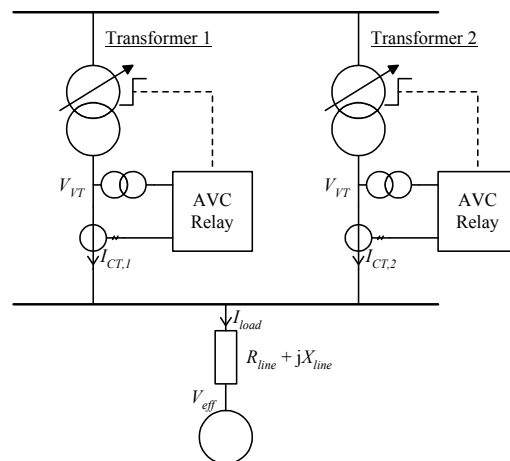 Transformer 1
Transformer 2
V_VT
AVC
Relay
V_VT
AVC
Relay
I_CT,1
I_CT,2
I_load
R_line + jX_line
V_eff